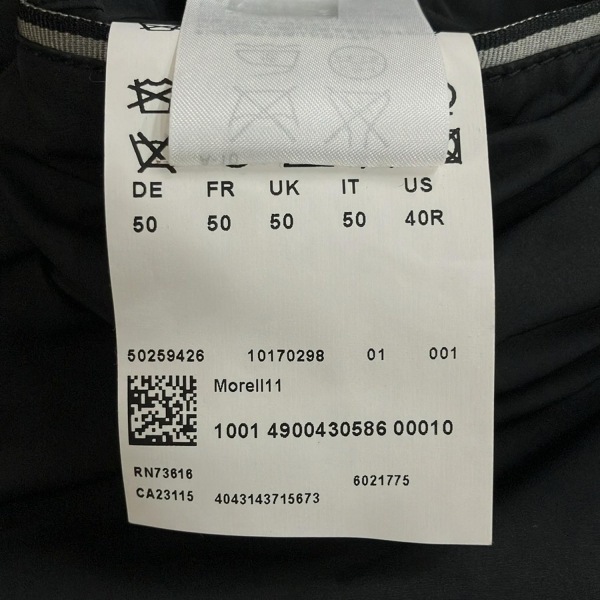 DE FR UK IT US
50 50 50 50 40R
50259426 10170298 01 001
Morell11
1001 4900430586 00010
RN73616 6021775
CA23115 4043143715673